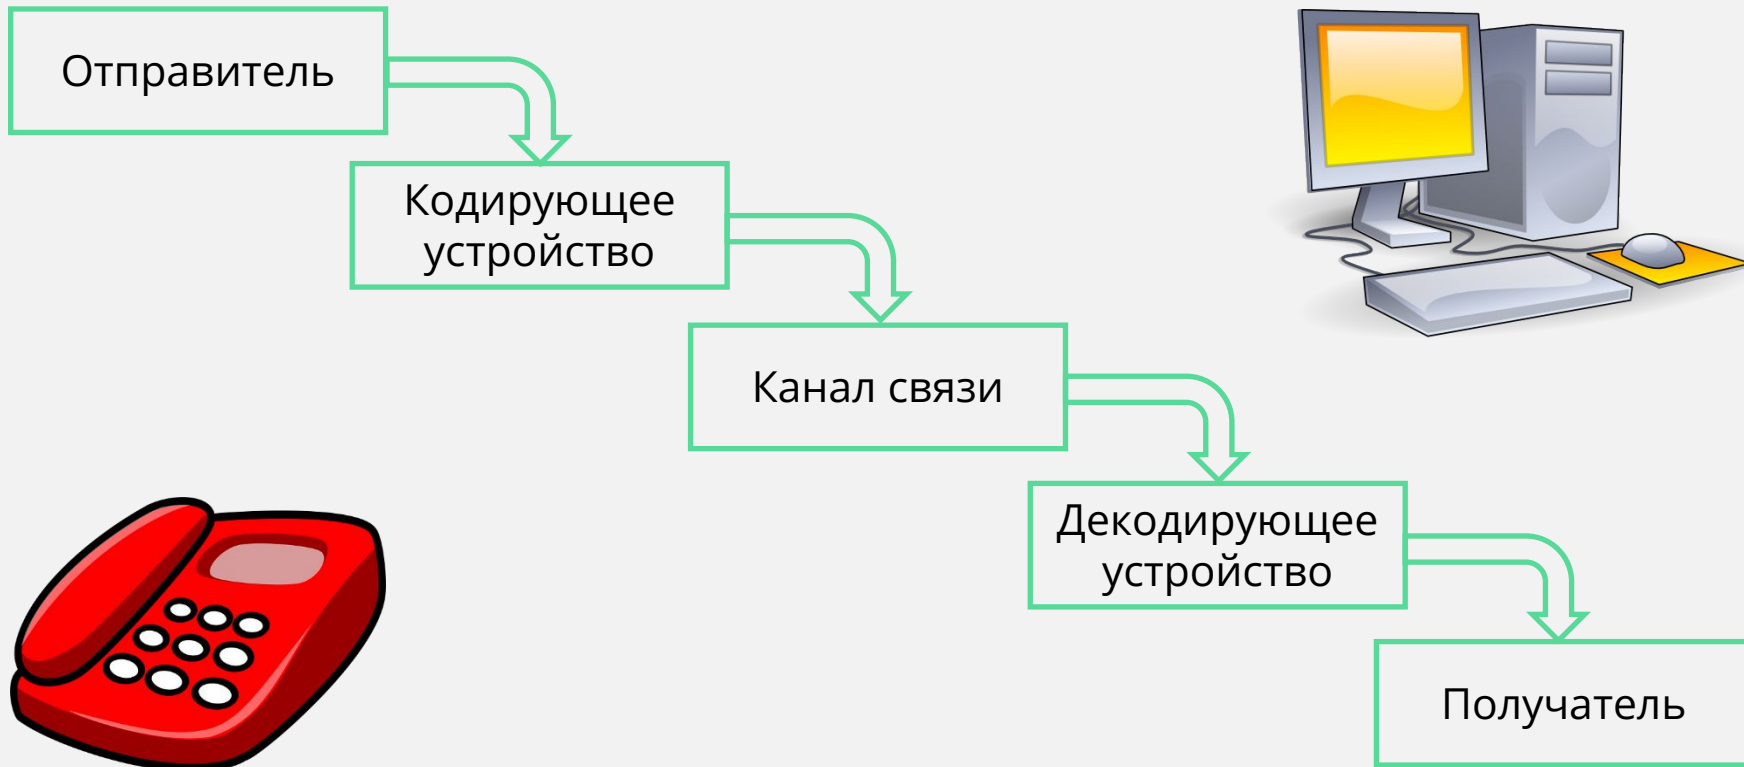 Отправитель
Кодирующее
устройство
Канал связи
Декодирующее
устройство
Получатель